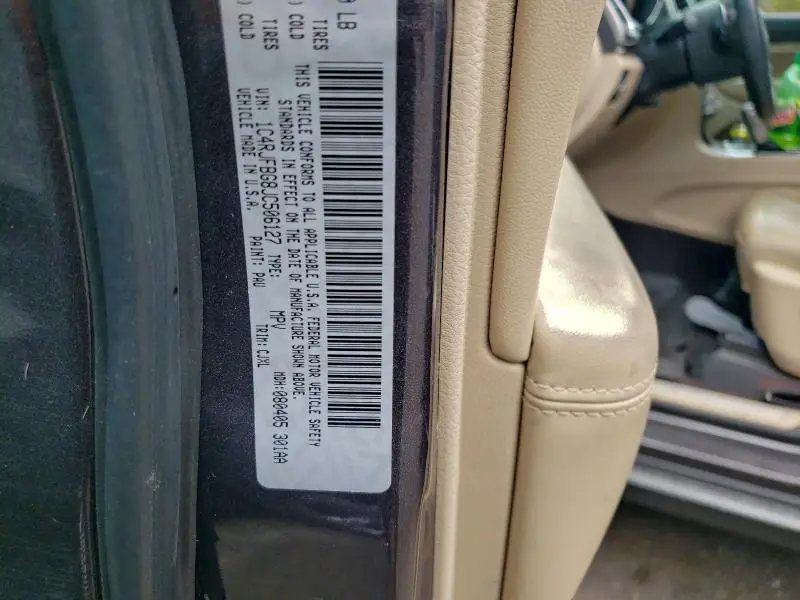 9 LB
TIRES
TIRES
) COLD
) COLD
THIS VEHICLE CONFORMS TO ALL APPLICABLE U.S.A. FEDERAL MOTOR VEHICLE SAFETY
STANDARDS IN EFFECT ON THE DATE OF MANUFACTURE SHOWN ABOVE.
VIN: 1C4RJFBG8JC506127 TYPE: MPV MDH:080405 301AA
VEHICLE MADE IN U.S.A. PAINT: PAU TRIM:CJXL